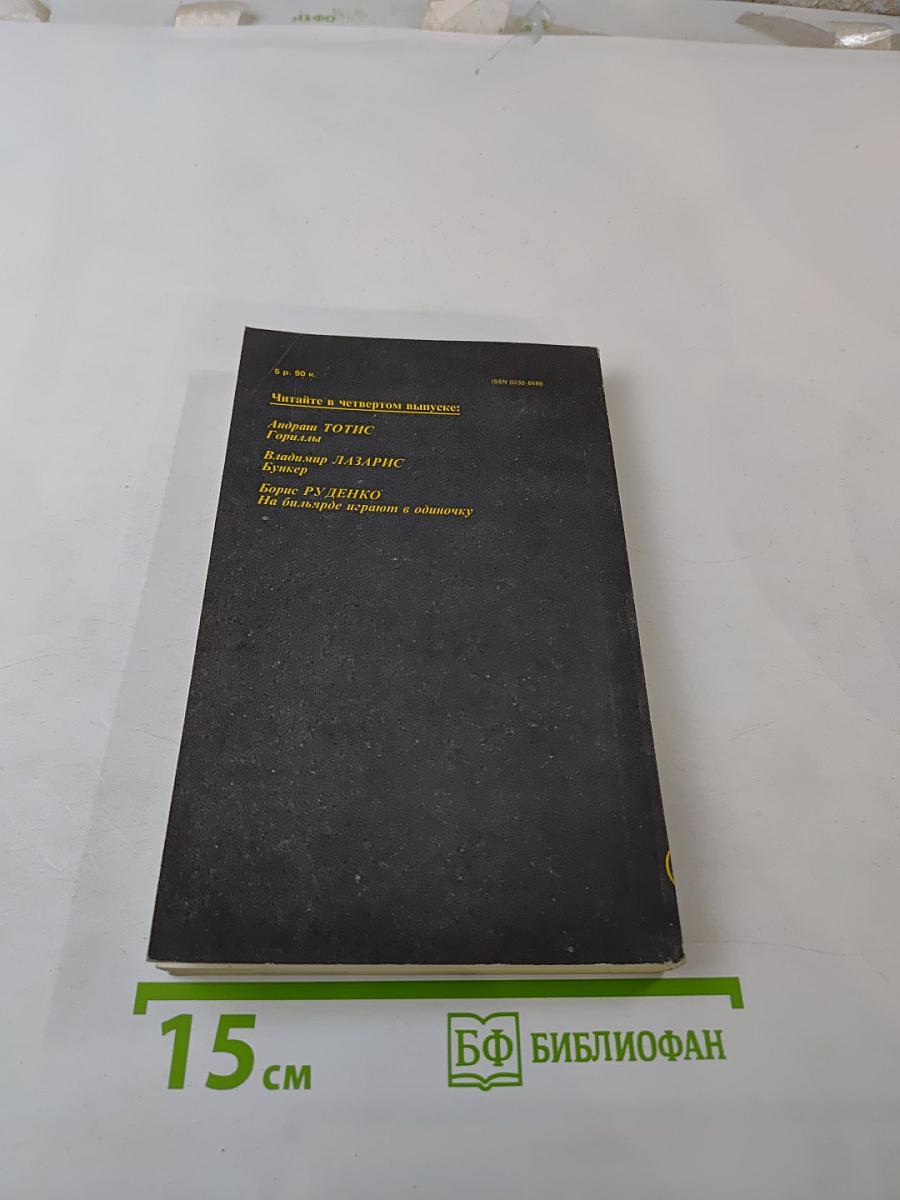 5 р. 90 к.
ISSN 0235-6686
Читайте в четвертом выпуске:
Андраш ТОТИС
Гориллы
Владимир ЛАЗАРИС
Бункер
Борис РУДЕНКО
На бильярде играют в одиночку
15 см
БФ БИБЛИОФАН